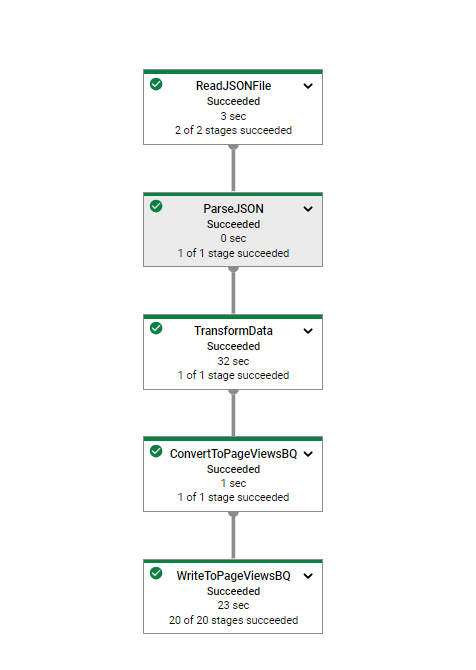 ReadJSONFile
Succeeded
3 sec
2 of 2 stages succeeded
ParseJSON
Succeeded
0 sec
1 of 1 stage succeeded
TransformData
Succeeded
32 sec
1 of 1 stage succeeded
ConvertToPageViewsBQ
Succeeded
1 sec
1 of 1 stage succeeded
WriteToPageViewsBQ
Succeeded
23 sec
20 of 20 stages succeeded